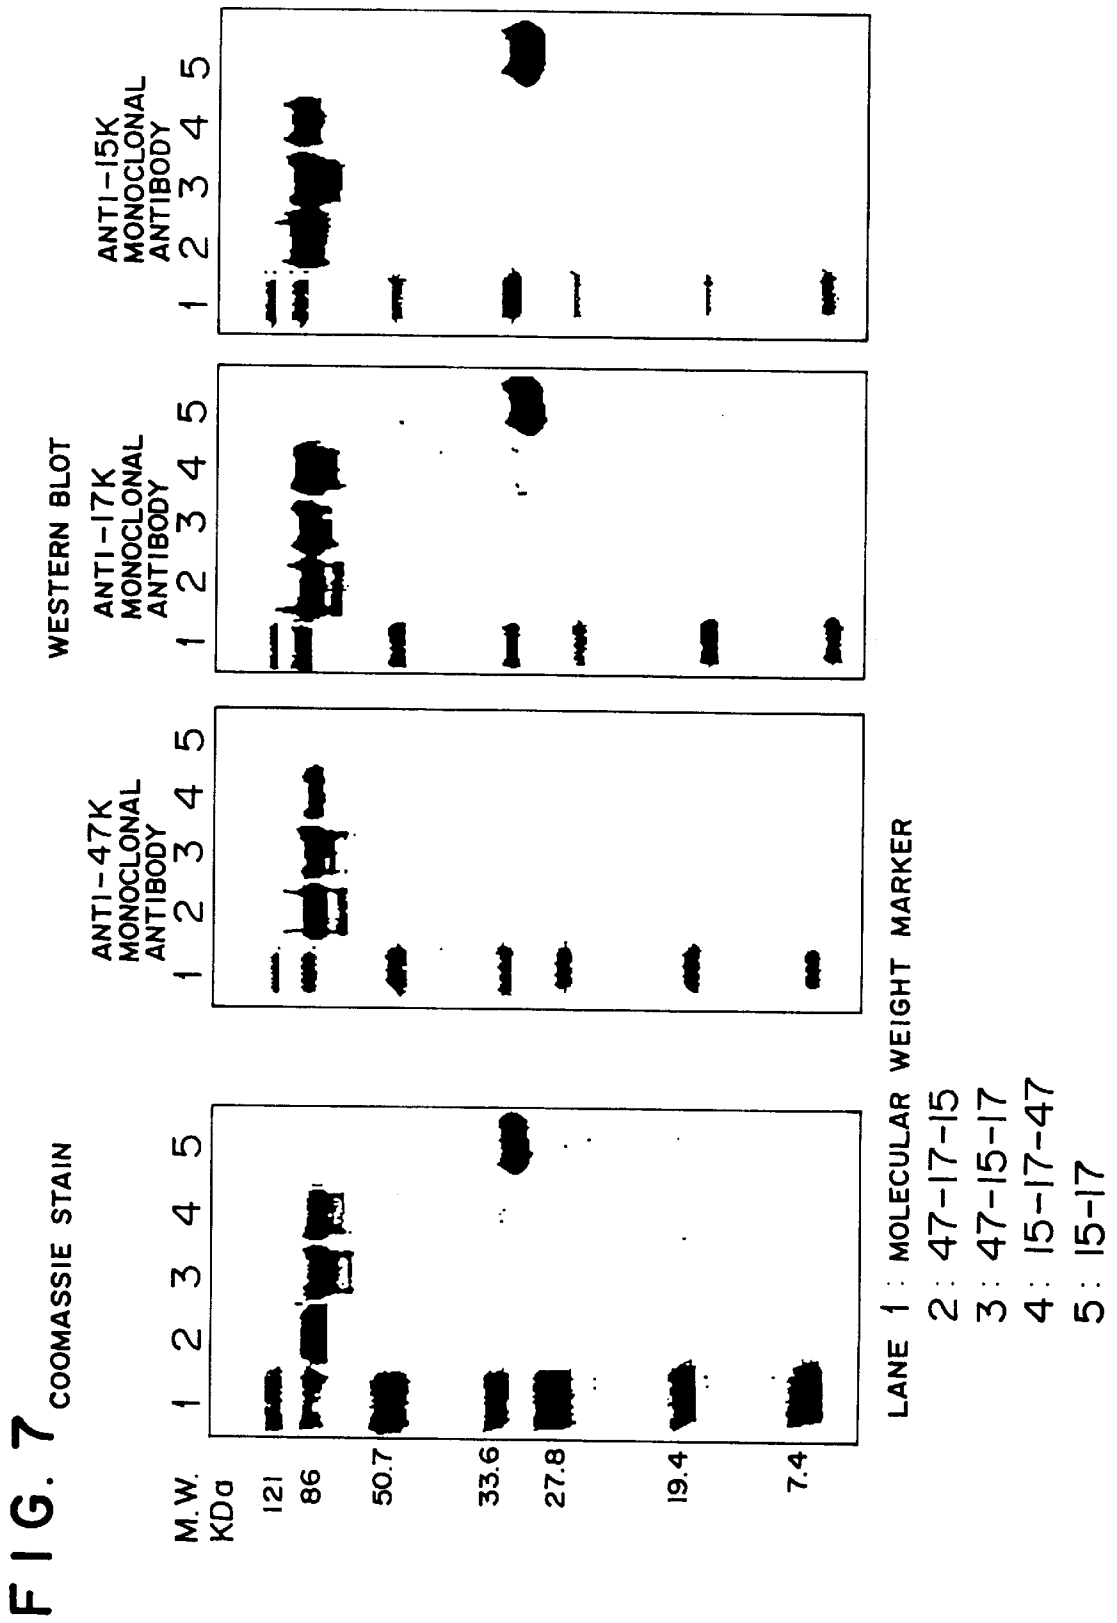 FIG. 7
COOMASSIE STAIN
WESTERN BLOT
ANTI-47K
MONOCLONAL
ANTIBODY
ANTI-17K
MONOCLONAL
ANTIBODY
ANTI-15K
MONOCLONAL
ANTIBODY
M.W.
KDa
1 2 3 4 5
1 2 3 4 5
1 2 3 4 5
1 2 3 4 5
121
86
50.7
33.6
27.8
19.4
7.4
LANE 1: MOLECULAR WEIGHT MARKER
2: 47-17-15
3: 47-15-17
4: 15-17-47
5: 15-17